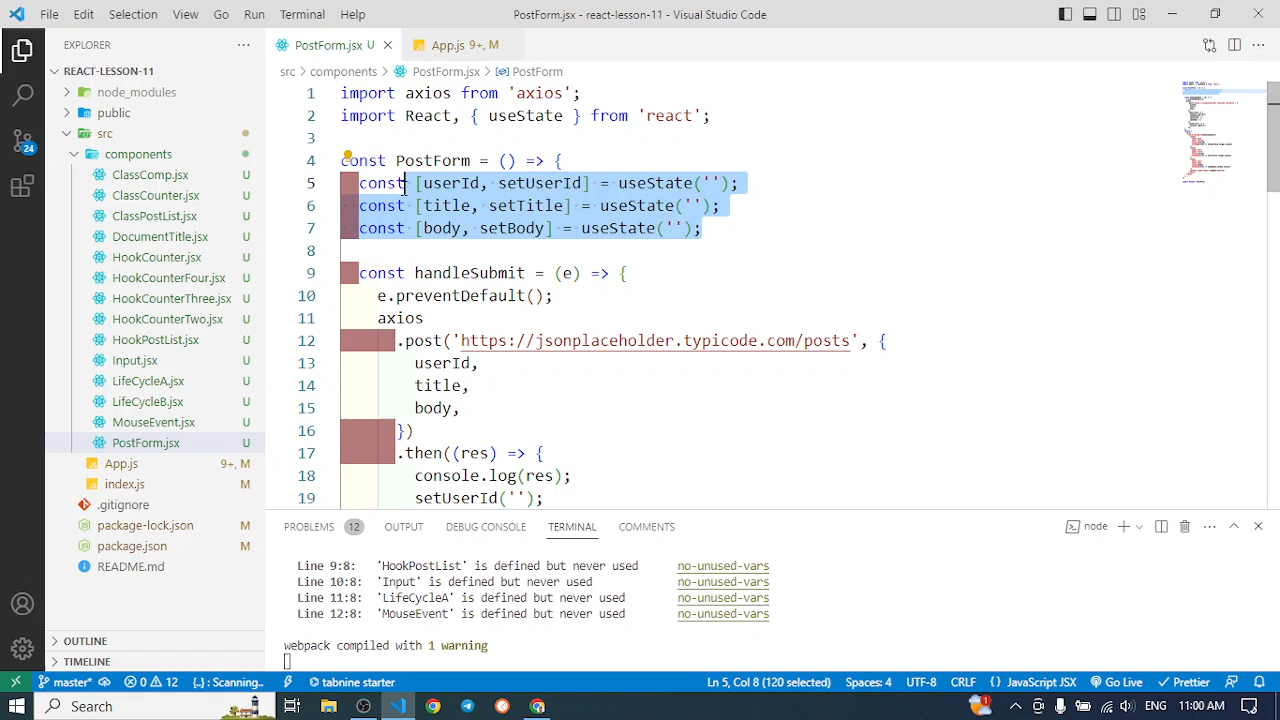 File Edit Selection View Go Run Terminal Help
PostForm.jsx - react-lesson-11 - Visual Studio Code
EXPLORER
REACT-LESSON-11
node_modules
public
src
components
ClassComp.jsx U
ClassCounter.jsx U
ClassPostList.jsx U
DocumentTitle.jsx U
HookCounter.jsx U
HookCounterFour.jsx U
HookCounterThree.jsx U
HookCounterTwo.jsx U
HookPostList.jsx U
Input.jsx U
LifeCycleA.jsx U
LifeCycleB.jsx U
MouseEvent.jsx U
PostForm.jsx U
App.js 9+, M
index.js M
.gitignore
package-lock.json M
package.json M
README.md
OUTLINE
TIMELINE
24
PostForm.jsx U
App.js 9+, M
src > components > PostForm.jsx > PostForm
1 import axios from 'axios';
2 import React, { useState } from 'react';
3
4 const PostForm = () => {
5 const [userId, setUserId] = useState('');
6 const [title, setTitle] = useState('');
7 const [body, setBody] = useState('');
8
9 const handleSubmit = (e) => {
10 e.preventDefault();
11 axios
12 .post('https://jsonplaceholder.typicode.com/posts', {
13 userId,
14 title,
15 body,
16 })
17 .then((res) => {
18 console.log(res);
19 setUserId('');
PROBLEMS 12 OUTPUT DEBUG CONSOLE TERMINAL COMMENTS
node
Line 9:8: 'HookPostList' is defined but never used no-unused-vars
Line 10:8: 'Input' is defined but never used no-unused-vars
Line 11:8: 'LifeCycleA' is defined but never used no-unused-vars
Line 12:8: 'MouseEvent' is defined but never used no-unused-vars
webpack compiled with 1 warning
master* 0 12 {..} : Scanning.. tabnine starter Ln 5, Col 8 (120 selected) Spaces: 4 UTF-8 CRLF {} JavaScript JSX Go Live Prettier
Search
1
ENG 11:00 AM